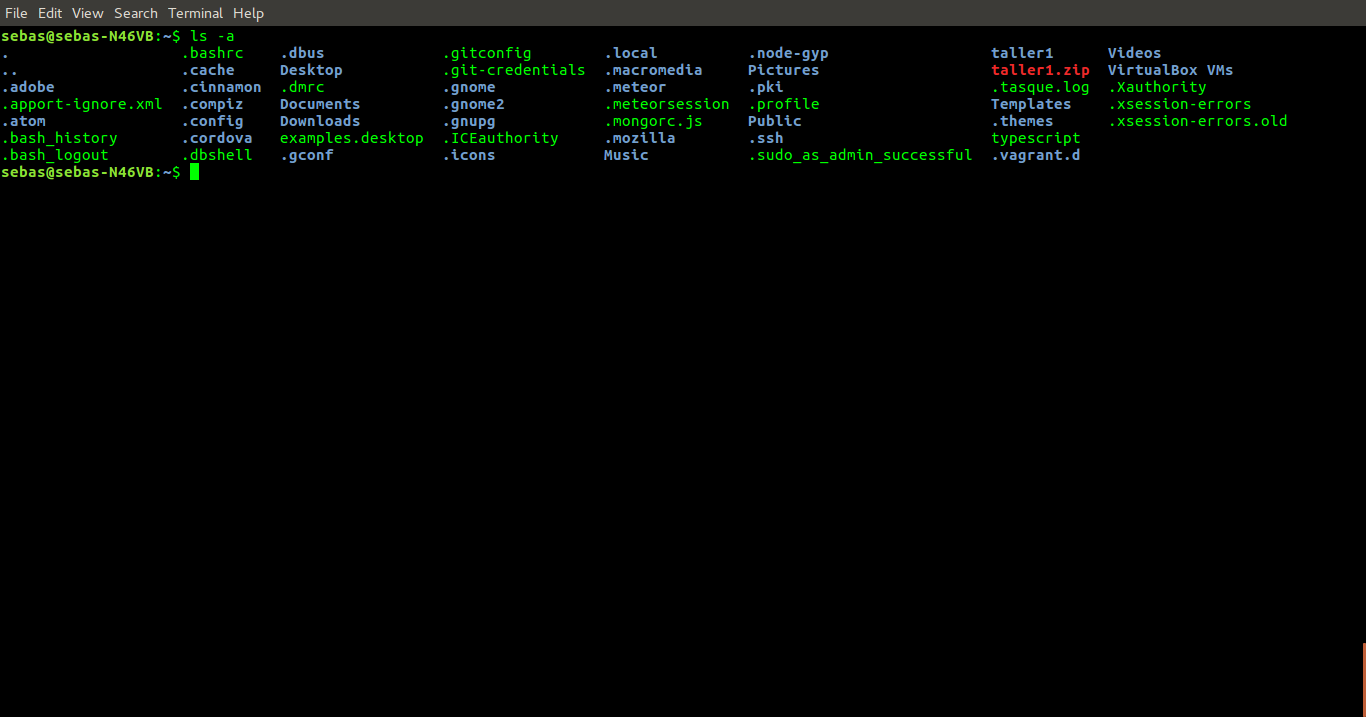 File Edit View Search Terminal Help
sebas@sebas-N46VB:~$ ls -a
. .bashrc .dbus .gitconfig .local .node-gyp taller1 Videos
.. .cache Desktop .git-credentials .macromedia Pictures taller1.zip VirtualBox VMs
.adobe .cinnamon .dmrc .gnome .meteor .pki .tasque.log .Xauthority
.apport-ignore.xml .compiz Documents .gnome2 .meteorsession .profile Templates .xsession-errors
.atom .config Downloads .gnupg .mongorc.js Public .themes .xsession-errors.old
.bash_history .cordova examples.desktop .ICEauthority .mozilla .ssh typescript
.bash_logout .dbshell .gconf .icons Music .sudo_as_admin_successful .vagrant.d
sebas@sebas-N46VB:~$